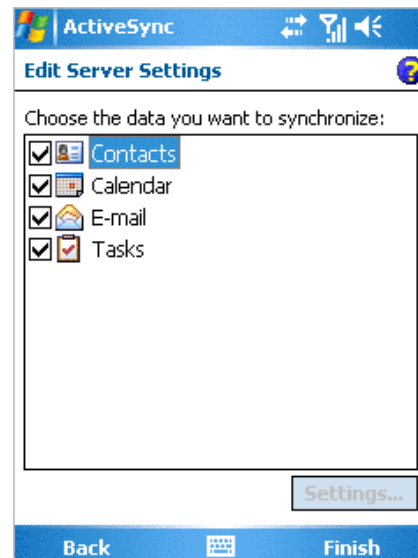 ActiveSync
Edit Server Settings
?
Choose the data you want to synchronize:
Contacts
Calendar
E-mail
Tasks
Settings...
Back Finish